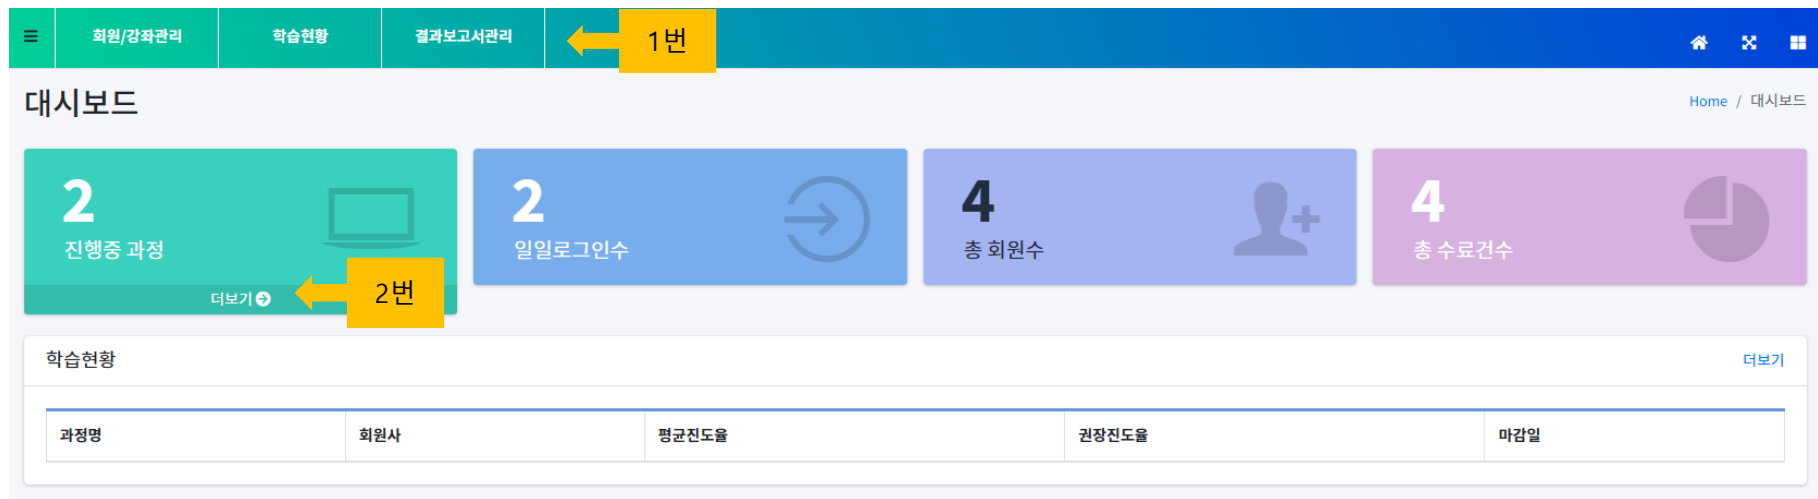 회원/강좌관리 학습현황 결과보고서관리 1번
대시보드 Home / 대시보드
2 2 4 4
진행중 과정 일일로그인수 총 회원수 총 수료건수
더보기 2번
학습현황 더보기
과정명 회원사 평균진도율 권장진도율 마감일